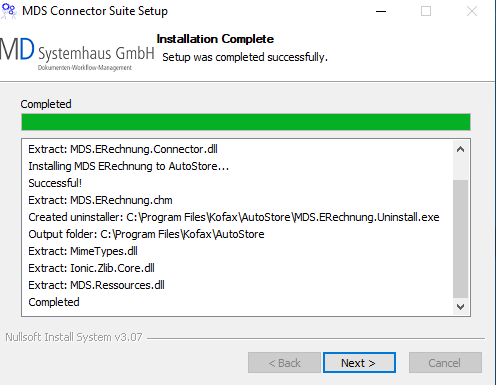 MDS Connector Suite Setup
MD Systemhaus GmbH
Dokumenten-Workflow-Management
Installation Complete
Setup was completed successfully.
Completed
Extract: MDS.ERechnung.Connector.dll
Installing MDS ERechnung to AutoStore...
Successful!
Extract: MDS.ERechnung.chm
Created uninstaller: C:\Program Files\Kofax\AutoStore\MDS.ERechnung.Uninstall.exe
Output folder: C:\Program Files\Kofax\AutoStore
Extract: MimeTypes.dll
Extract: Ionic.Zlib.Core.dll
Extract: MDS.Ressources.dll
Completed
Nullsoft Install System v3.07
< Back
Next >
Cancel